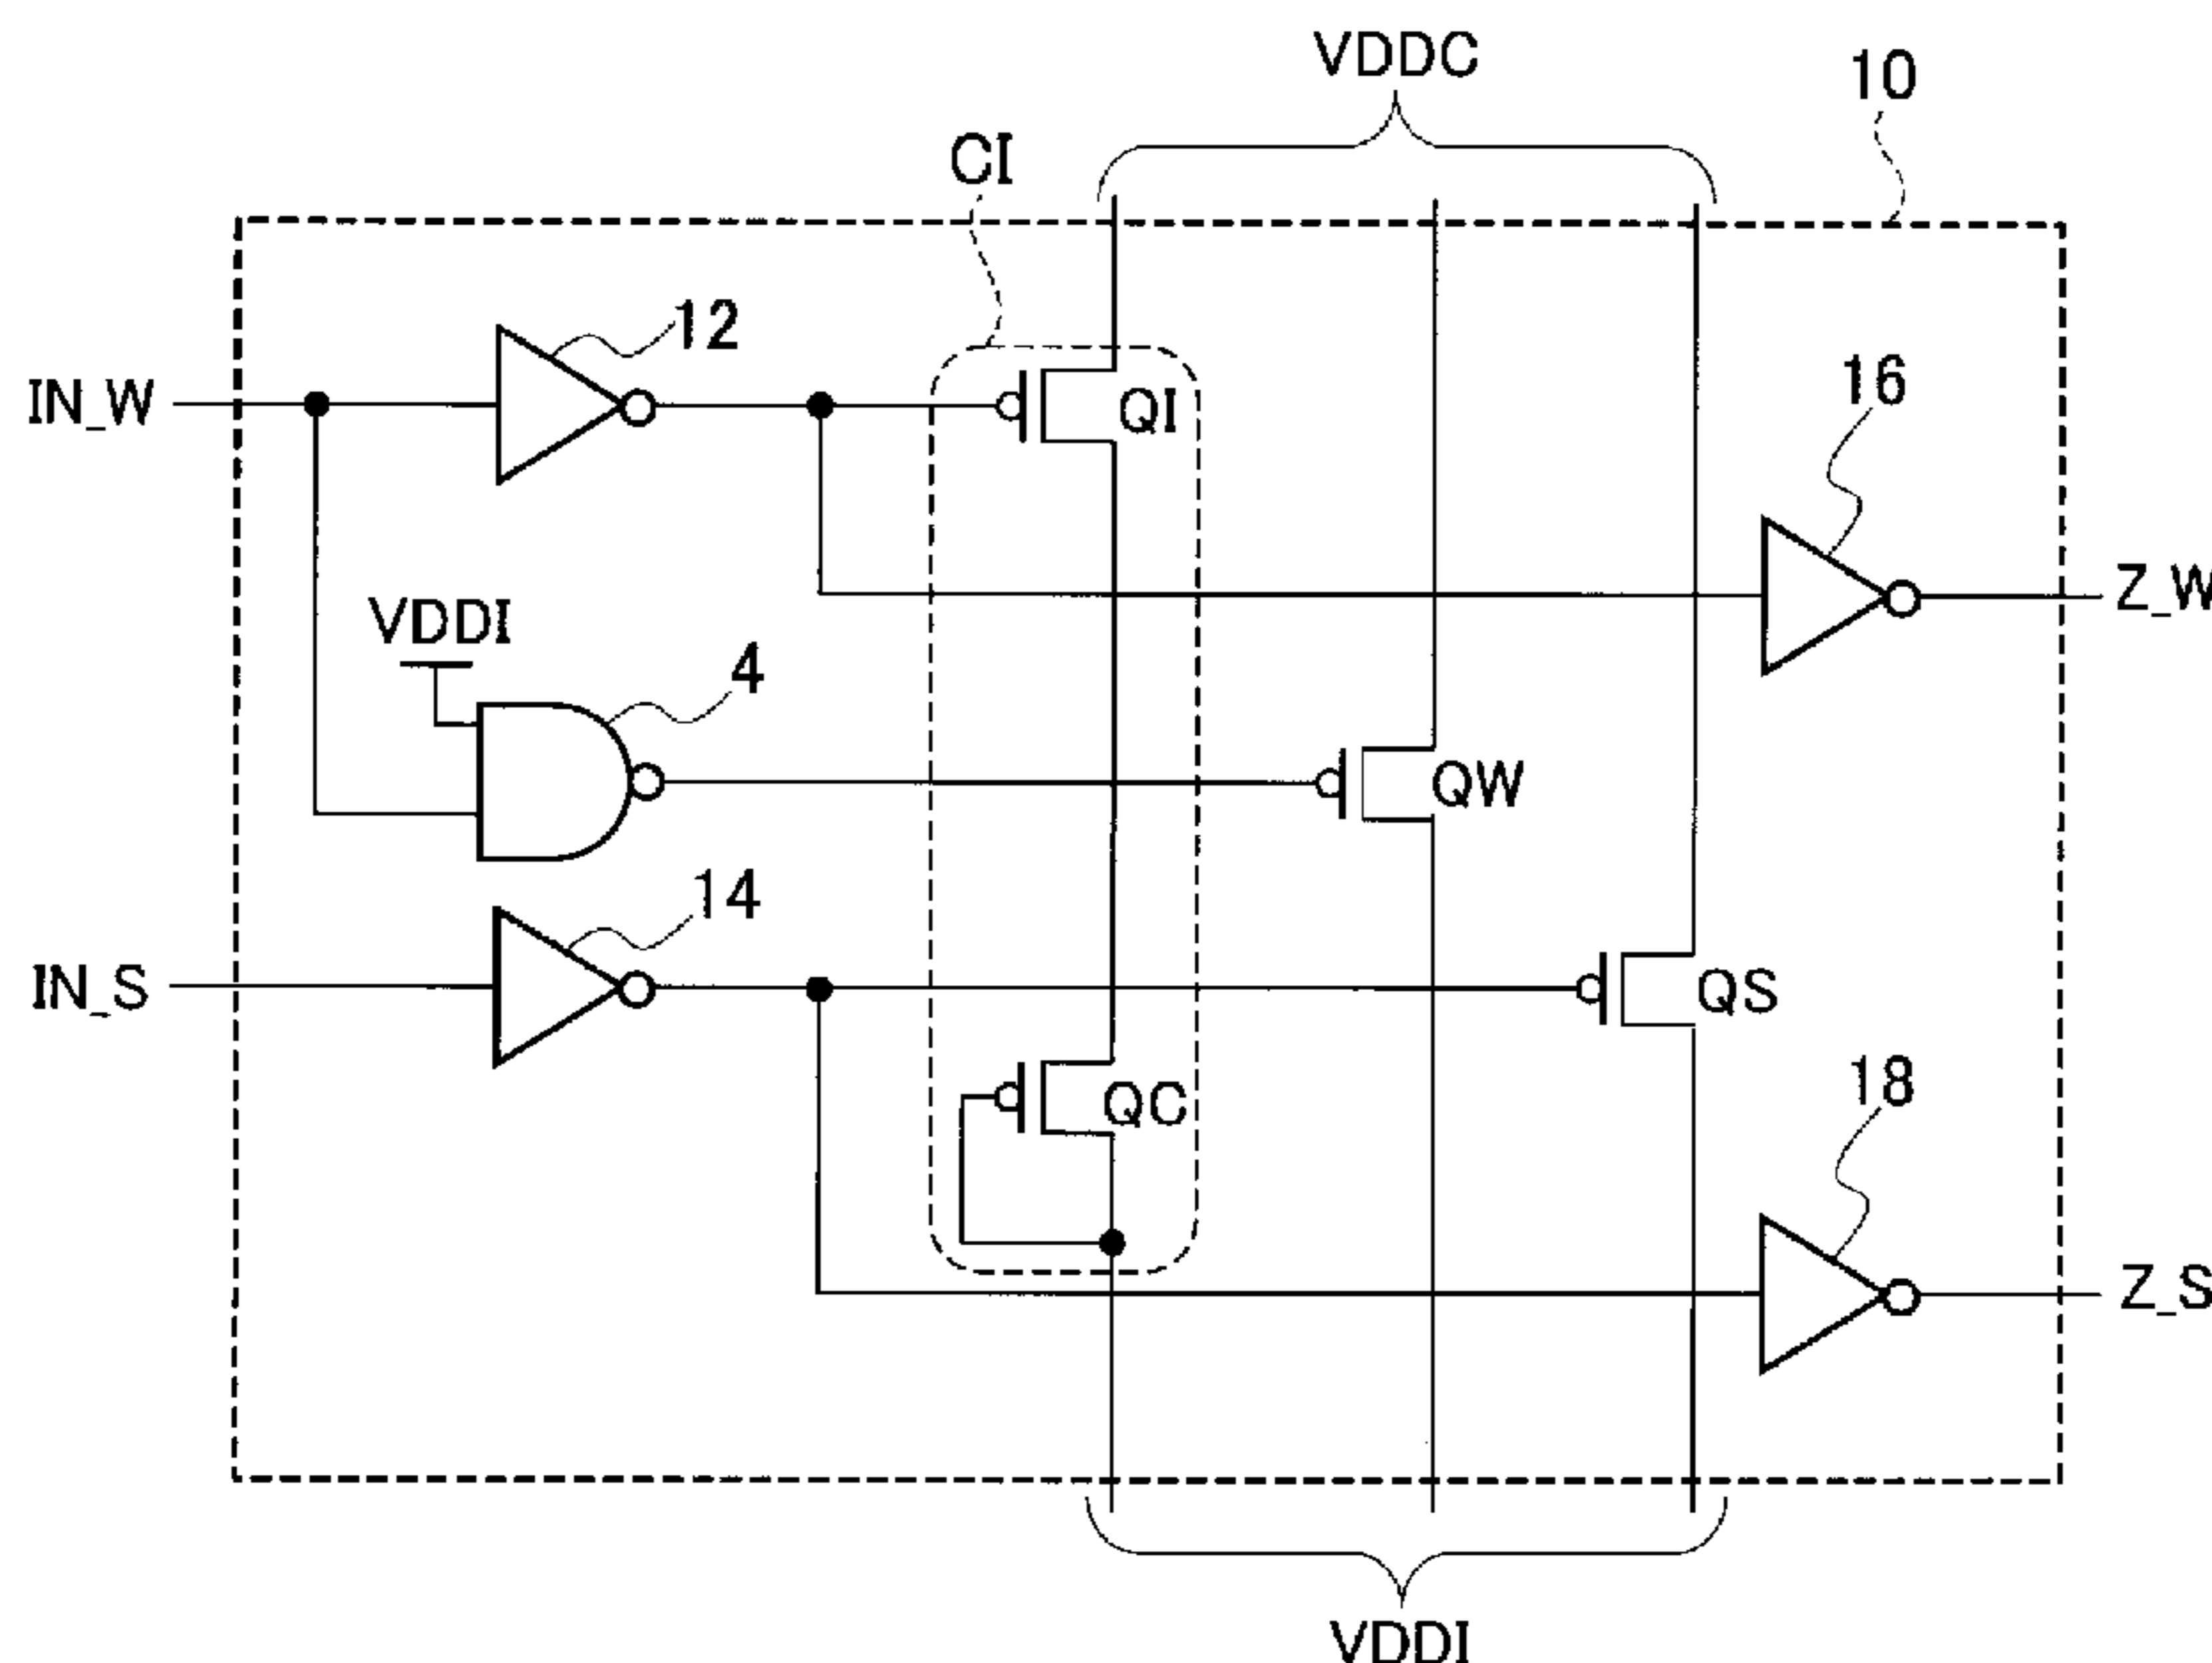 VDDC
10
CI
12
IN_W
QI
16
Z_W
VDDI
4
QW
14
IN_S
QS
QC
18
Z_S
VDDI